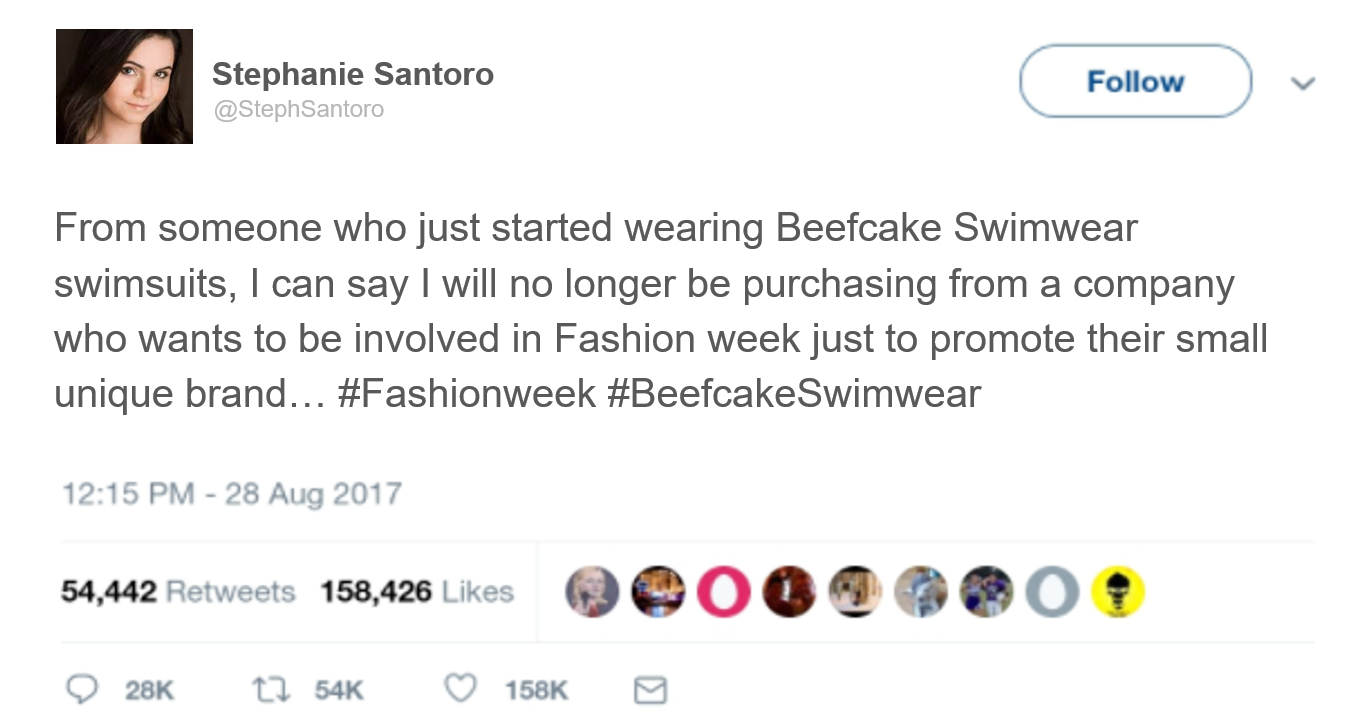 Stephanie Santoro
@StephSantoro
Follow
From someone who just started wearing Beefcake Swimwear
swimsuits, I can say I will no longer be purchasing from a company
who wants to be involved in Fashion week just to promote their small
unique brand… #Fashionweek #BeefcakeSwimwear
12:15 PM - 28 Aug 2017
54,442 Retweets 158,426 Likes
28K 54K 158K